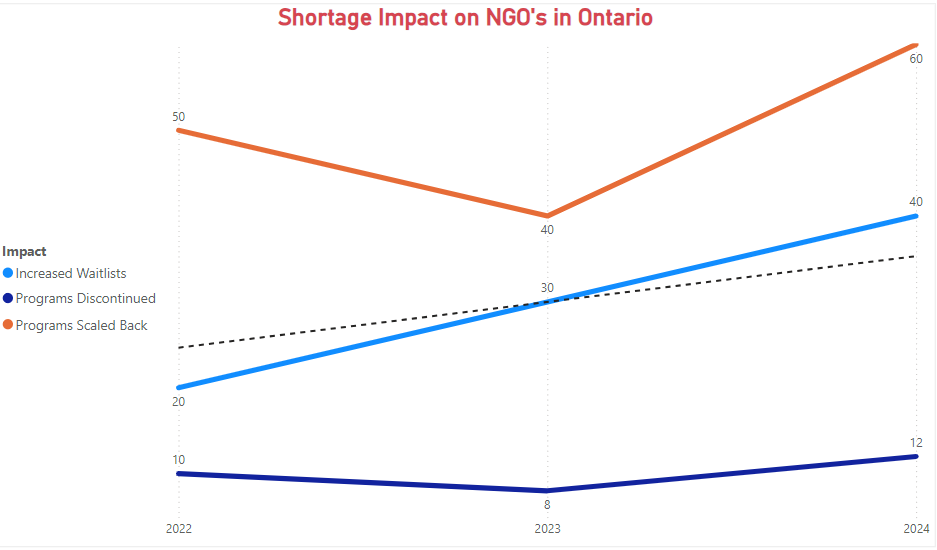 Shortage Impact on NGO's in Ontario
60
50
40
40
30
Impact
Increased Waitlists
Programs Discontinued
Programs Scaled Back
20
12
10
8
2022
2023
2024